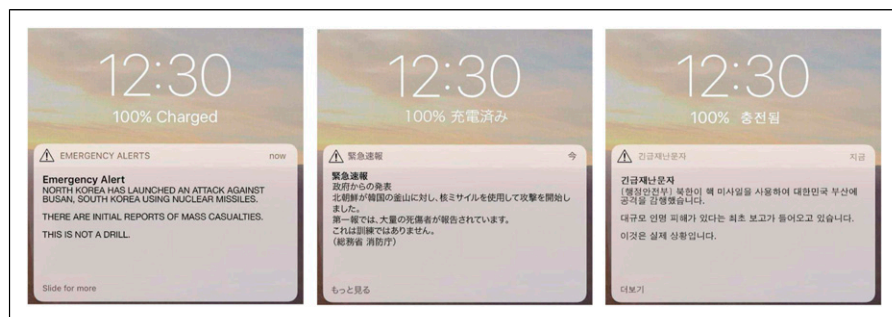 12:30
100% Charged
EMERGENCY ALERTS now
Emergency Alert
NORTH KOREA HAS LAUNCHED AN ATTACK AGAINST
BUSAN, SOUTH KOREA USING NUCLEAR MISSILES.
THERE ARE INITIAL REPORTS OF MASS CASUALTIES.
THIS IS NOT A DRILL.
Slide for more
12:30
100% 充電済み
緊急速報 今
緊急速報
政府からの発表
北朝鮮が韓国の釜山に対し、核ミサイルを使用して攻撃を開始し
ました。
第一報では、大量の死傷者が報告されています。
これは訓練ではありません。
(総務省 消防庁)
もっと見る
12:30
100% 충전됨
긴급재난문자 지금
긴급재난문자
[행정안전부] 북한이 핵 미사일을 사용하여 대한민국 부산에
공격을 감행했습니다.
대규모 인명 피해가 있다는 최초 보고가 들어오고 있습니다.
이것은 실제 상황입니다.
더보기